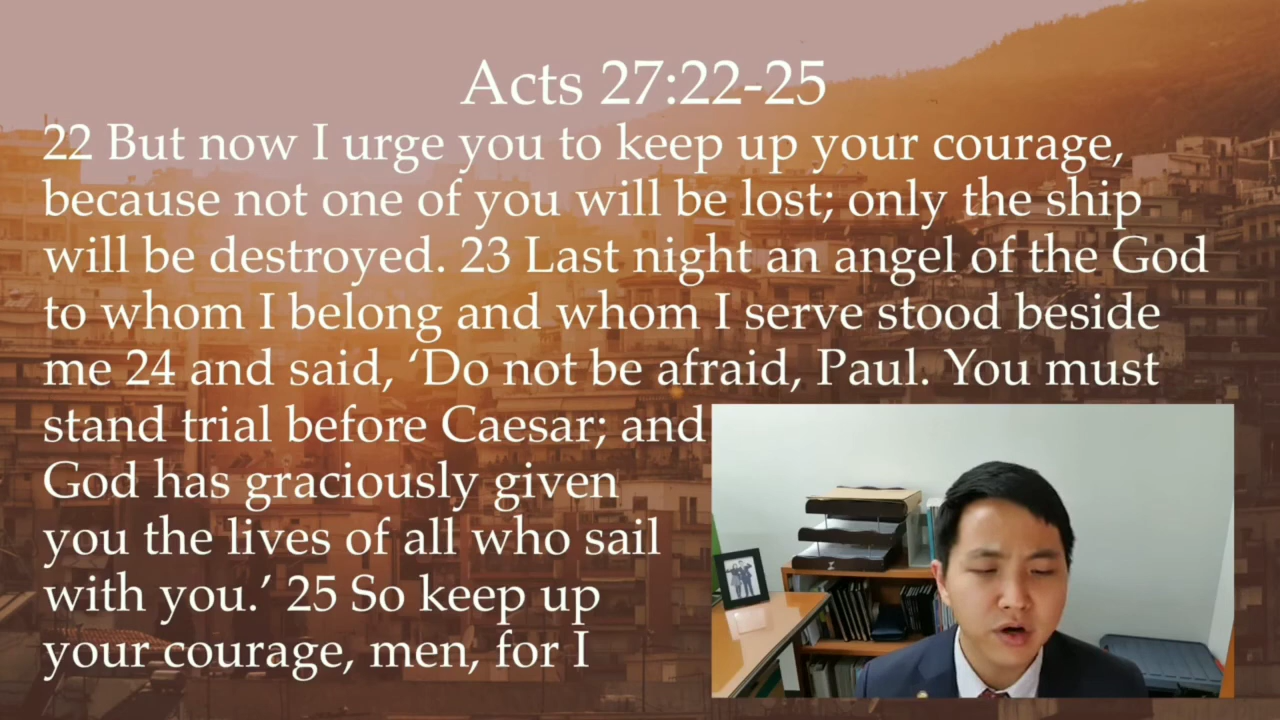 Acts 27:22-25
22 But now I urge you to keep up your courage,
because not one of you will be lost; only the ship
will be destroyed. 23 Last night an angel of the God
to whom I belong and whom I serve stood beside
me 24 and said, ‘Do not be afraid, Paul. You must
stand trial before Caesar; and
God has graciously given
you the lives of all who sail
with you.’ 25 So keep up
your courage, men, for I